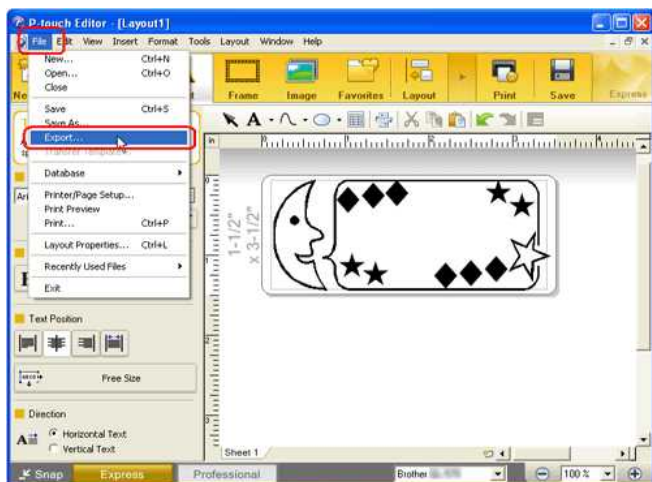 P-touch Editor - [Layout1]
File Edit View Insert Format Tools Layout Window Help
New... Ctrl+N
Open... Ctrl+O
Close
Save Ctrl+S
Save As...
Export...
Transfer Template...
Database
Printer/Page Setup...
Print Preview
Print... Ctrl+P
Layout Properties... Ctrl+L
Recently Used Files
Exit
Frame Image Favorites Layout Print Save Express
A
1-1/2"
x 3-1/2"
Text Position
Free Size
Direction
A Horizontal Text
Vertical Text
Sheet 1
Snap Express Professional Brother 100 %